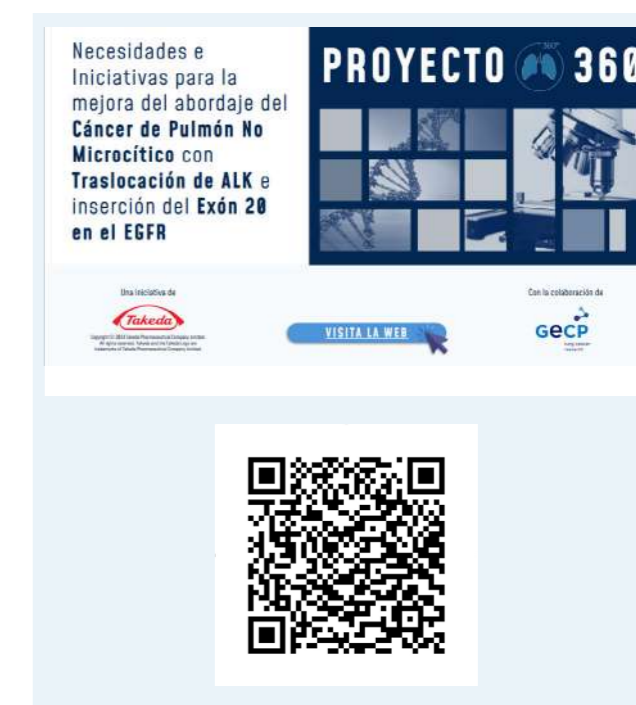 Necesidades e
Iniciativas para la
mejora del abordaje del
Cáncer de Pulmón No
Microcítico con
Traslocación de ALK e
inserción del Exón 20
en el EGFR
PROYECTO 360
Una iniciativa de
Takeda
VISITA LA WEB
Con la colaboración de
GECP